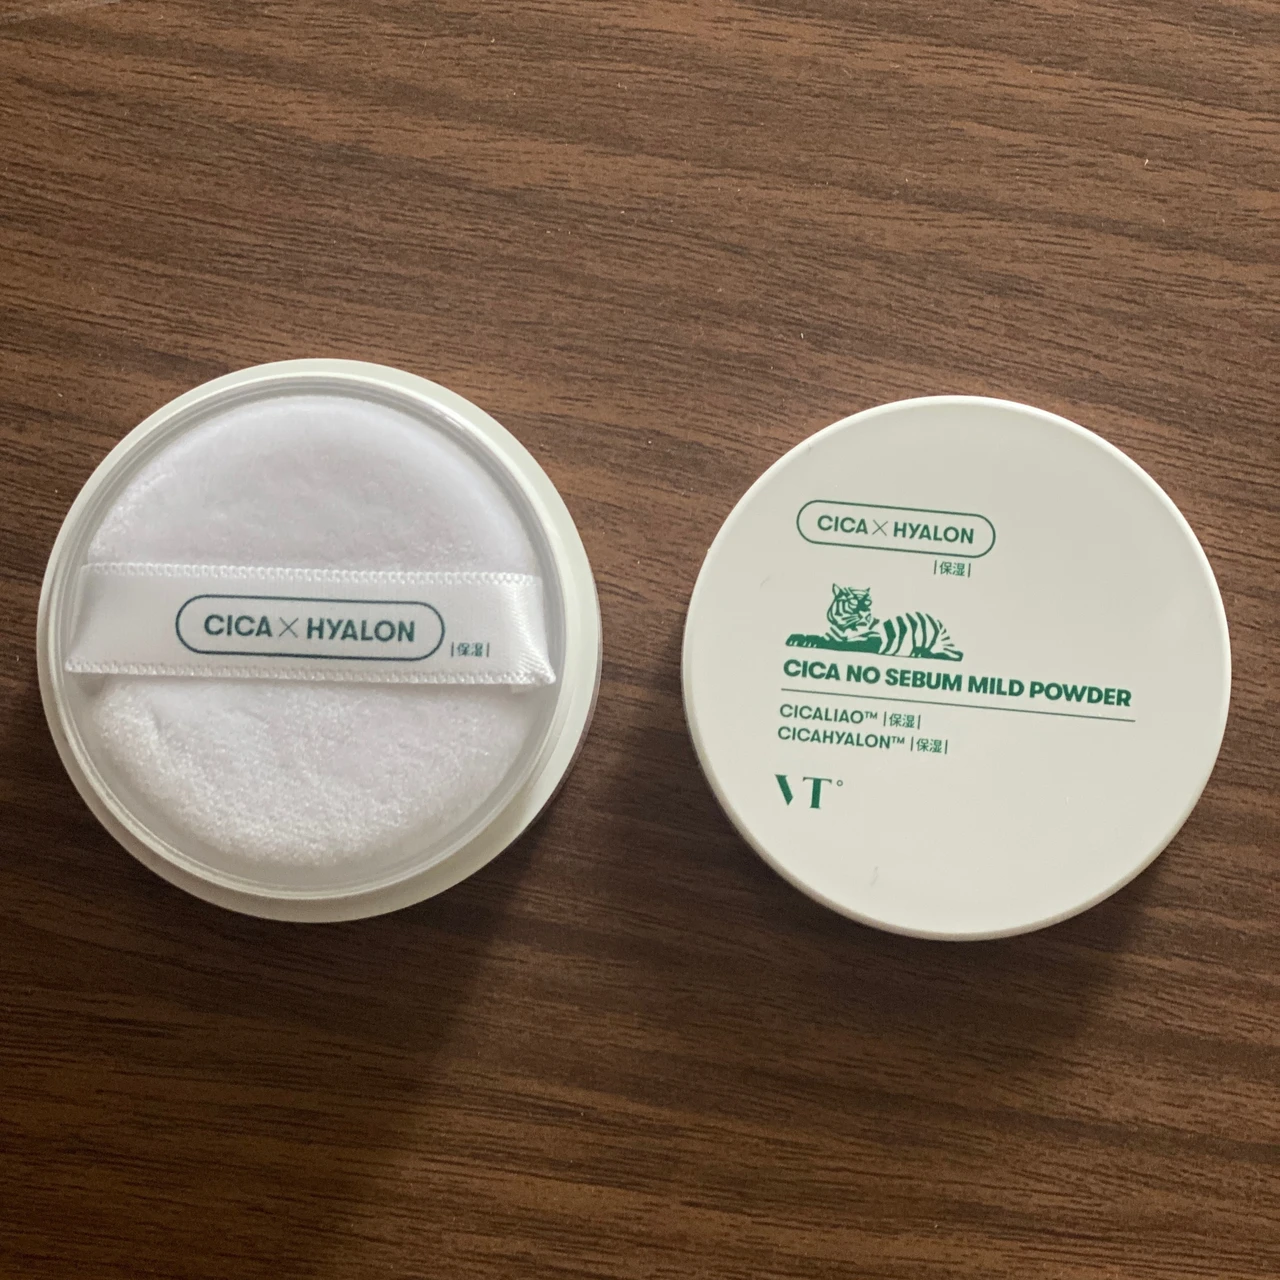 CICA×HYALON
|保湿|
CICA×HYALON
|保湿|
CICA NO SEBUM MILD POWDER
CICALIAO™ |保湿|
CICAHYALON™ |保湿|
VT°